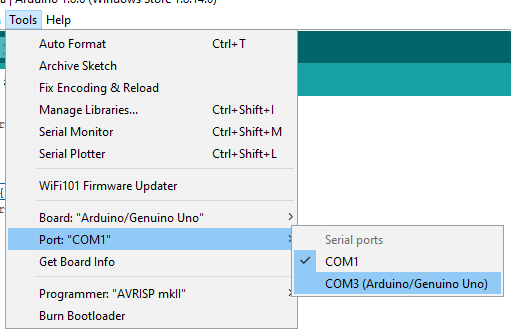 Arduino 1.8.6 (Windows Store 1.8.14.0)
Tools Help
Auto Format Ctrl+T
Archive Sketch
Fix Encoding & Reload
Manage Libraries... Ctrl+Shift+I
Serial Monitor Ctrl+Shift+M
Serial Plotter Ctrl+Shift+L
WiFi101 Firmware Updater
Board: "Arduino/Genuino Uno"
Port: "COM1"
Get Board Info
Serial ports
COM1
COM3 (Arduino/Genuino Uno)
Programmer: "AVRISP mkII"
Burn Bootloader